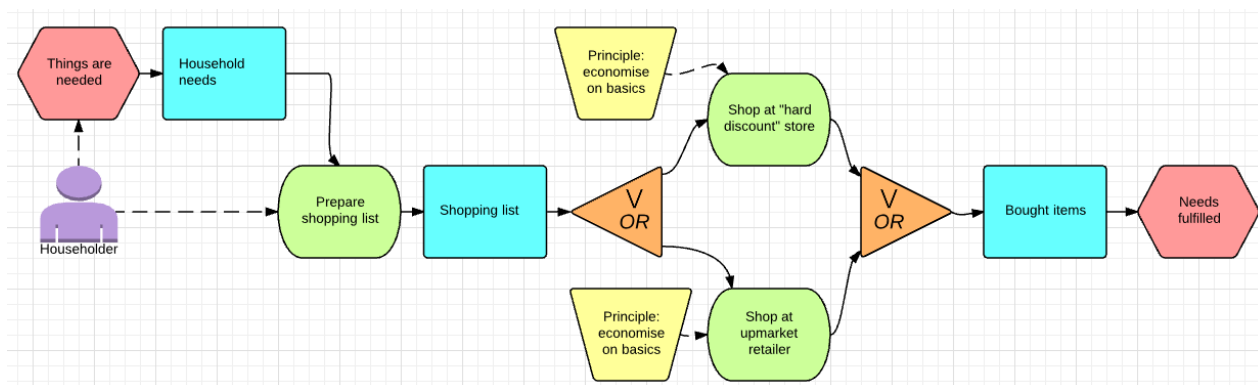 Things are
needed
Household
needs
Principle:
economise
on basics
Shop at "hard
discount" store
Householder
Prepare
shopping list
Shopping list
V
OR
V
OR
Bought items
Needs
fulfilled
Principle:
economise
on basics
Shop at
upmarket
retailer